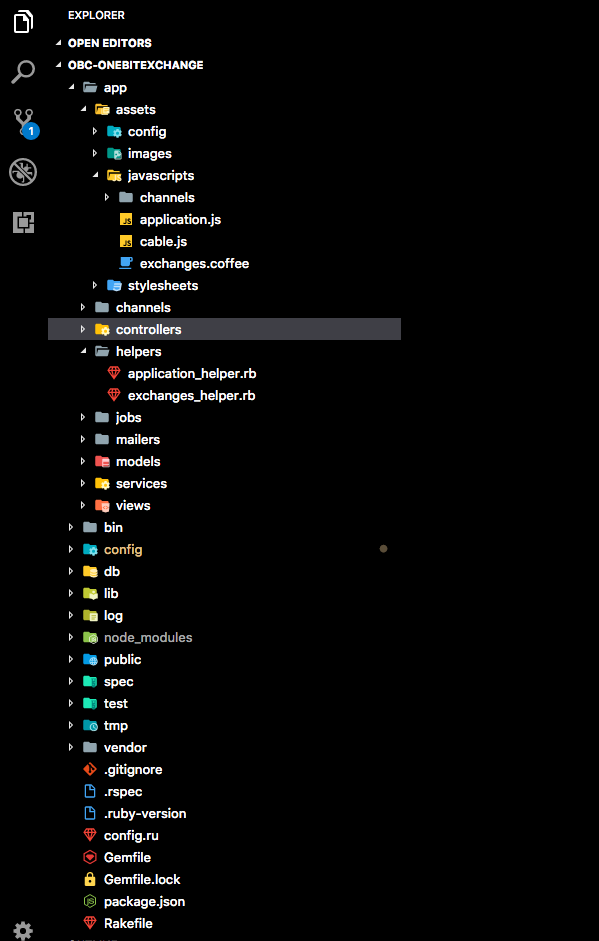 EXPLORER
OPEN EDITORS
OBC-ONEBITEXCHANGE
app
assets
config
images
javascripts
channels
JS application.js
JS cable.js
exchanges.coffee
stylesheets
channels
controllers
helpers
application_helper.rb
exchanges_helper.rb
jobs
mailers
models
services
views
bin
config
db
lib
log
node_modules
public
spec
test
tmp
vendor
.gitignore
.rspec
.ruby-version
config.ru
Gemfile
Gemfile.lock
package.json
Rakefile
1